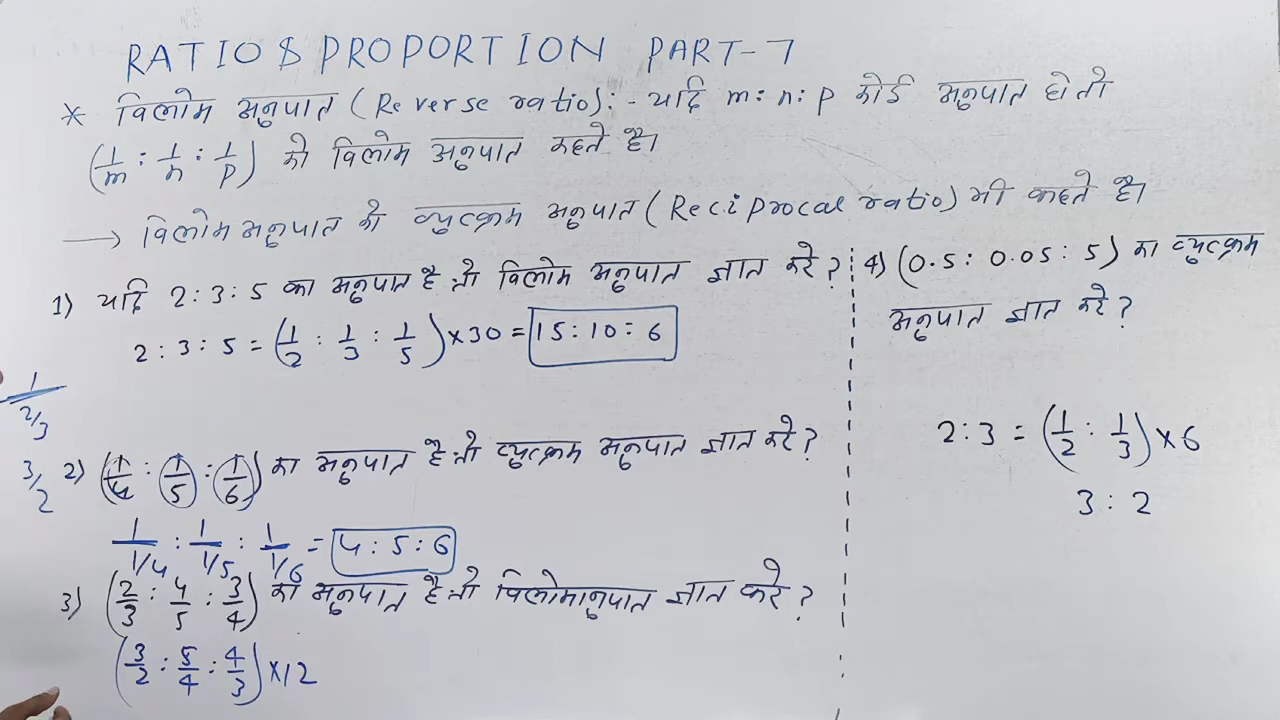 RATIO & PROPORTION PART-7
* विलोम अनुपात (Reverse ratio): - यदि m: n: p कोई अनुपात हो तो
(1/m : 1/n : 1/p) को विलोम अनुपात कहते है।
→ विलोम अनुपात को व्युत्क्रम अनुपात (Reciprocal ratio) भी कहते है।
1) यदि 2:3:5 का अनुपात है तो विलोम अनुपात ज्ञात करे?
2 : 3 : 5 = (1/2 : 1/3 : 1/5) × 30 = 15 : 10 : 6
1/2/3
3/2
2) (1/4 : 1/5 : 1/6) का अनुपात है तो व्युत्क्रम अनुपात ज्ञात करे?
1/1/4 : 1/1/5 : 1/1/6 = 4 : 5 : 6
3) (2/3 : 4/5 : 3/4) का अनुपात है तो विलोमानुपात ज्ञात करे?
(3/2 : 5/4 : 4/3) × 12
4) (0.5 : 0.05 : 5) का व्युत्क्रम
अनुपात ज्ञात करे?
2:3 = (1/2 : 1/3) × 6
3 : 2